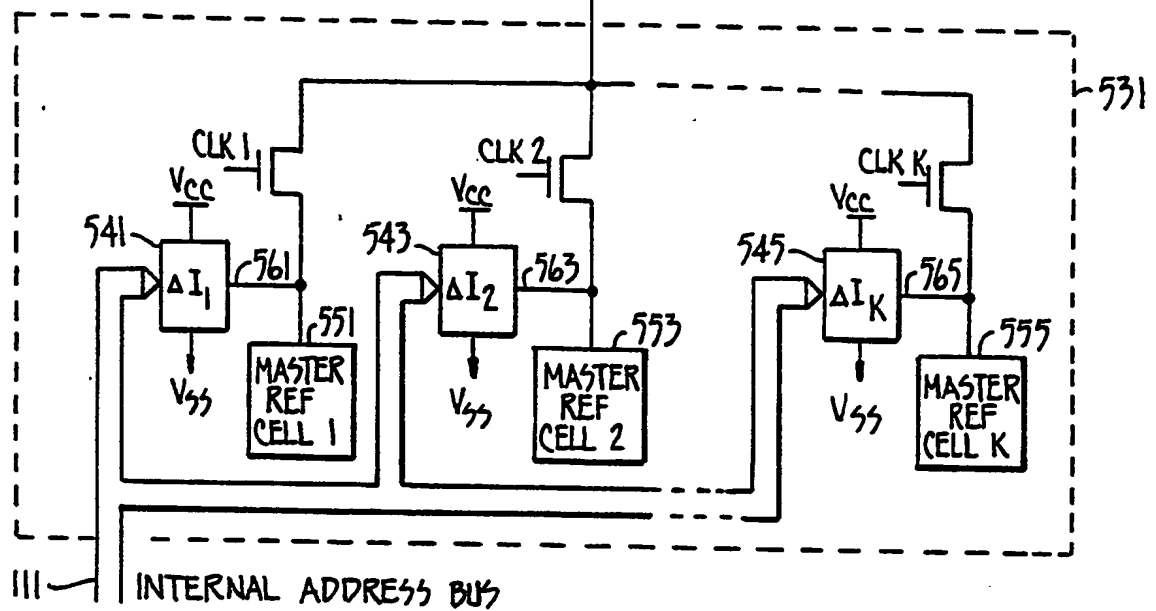 531
CLK 1
CLK 2
CLK K
Vcc
Vcc
Vcc
541
543
545
ΔI1
561
ΔI2
563
ΔIK
565
551
553
555
Vss
Vss
Vss
MASTER
REF
CELL 1
MASTER
REF
CELL 2
MASTER
REF
CELL K
111
INTERNAL ADDRESS BUS